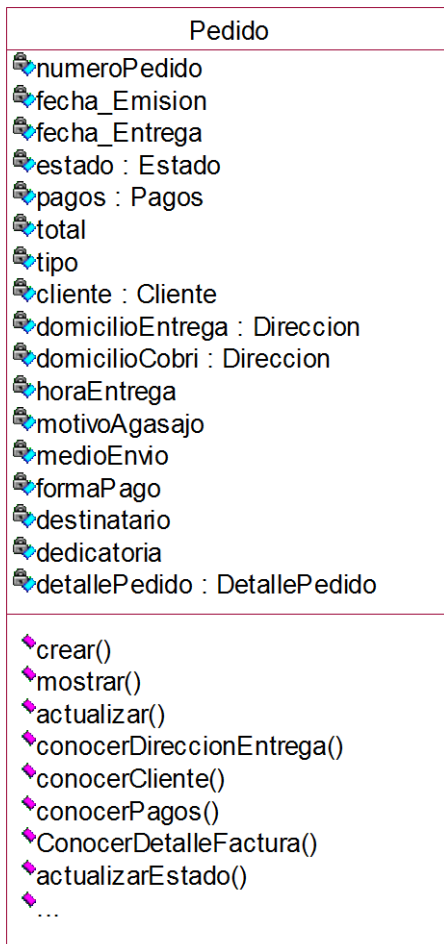 Pedido
numeroPedido
fecha_Emision
fecha_Entrega
estado : Estado
pagos : Pagos
total
tipo
cliente : Cliente
domicilioEntrega : Direccion
domicilioCobri : Direccion
horaEntrega
motivoAgasajo
medioEnvio
formaPago
destinatario
dedicatoria
detallePedido : DetallePedido
crear()
mostrar()
actualizar()
conocerDireccionEntrega()
conocerCliente()
conocerPagos()
ConocerDetalleFactura()
actualizarEstado()
...